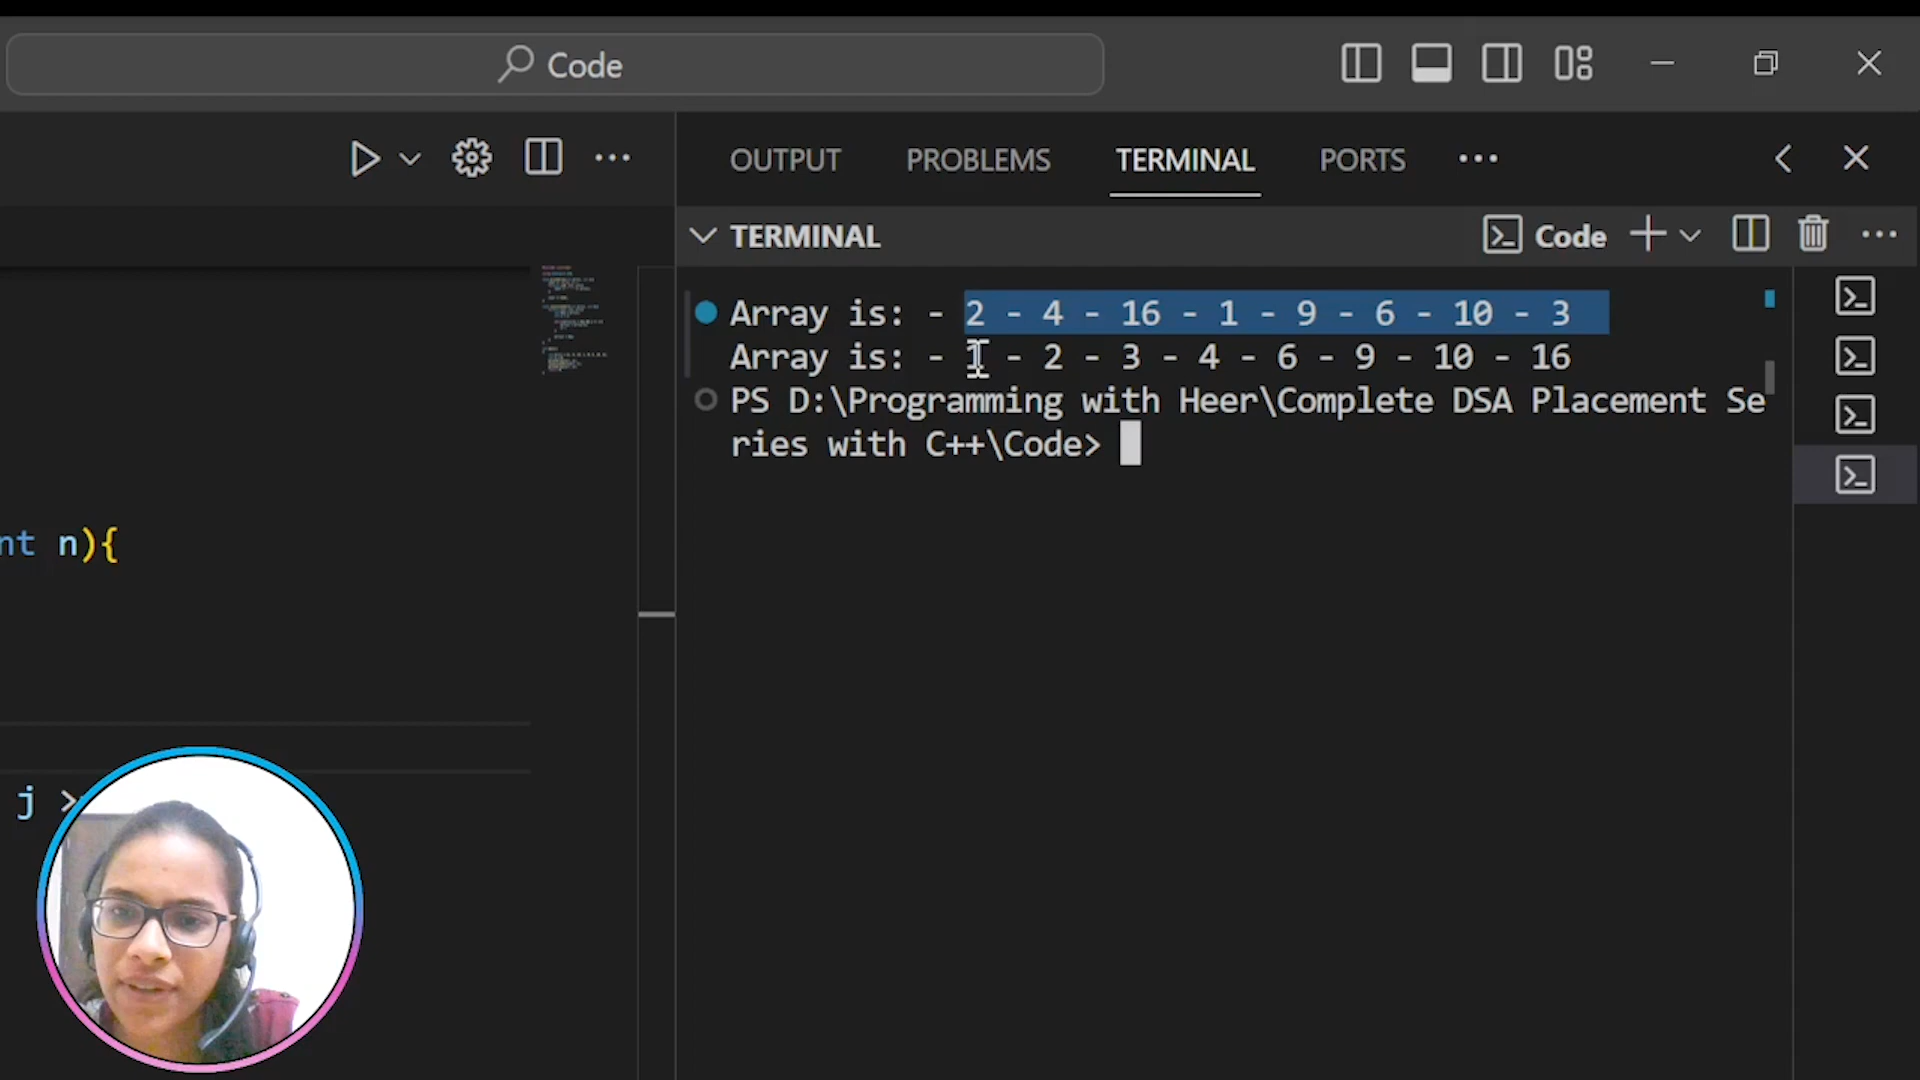 Code
OUTPUT PROBLEMS TERMINAL PORTS
TERMINAL
Code
Array is: - 2 - 4 - 16 - 1 - 9 - 6 - 10 - 3
Array is: - 1 - 2 - 3 - 4 - 6 - 9 - 10 - 16
PS D:\Programming with Heer\Complete DSA Placement Se
ries with C++\Code>
nt n){
j >